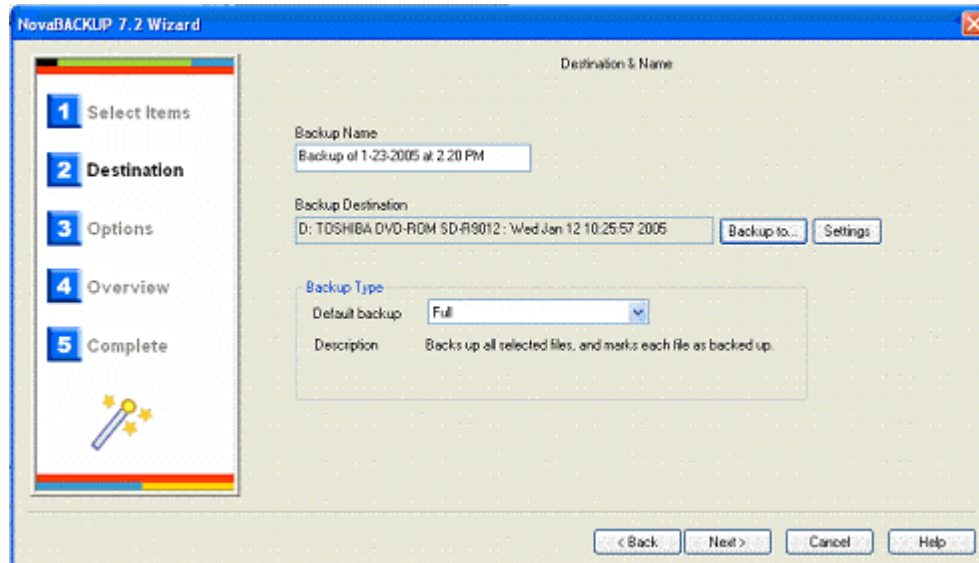 NovaBACKUP 7.2 Wizard
Destination & Name
1 Select Items
2 Destination
3 Options
4 Overview
5 Complete
Backup Name
Backup of 1-23-2005 at 2.20 PM
Backup Destination
D: TOSHIBA DVD-ROM SD-R9012 : Wed Jan 12 10:25:57 2005
Backup to... Settings
Backup Type
Default backup Full
Description Backs up all selected files, and marks each file as backed up.
< Back Next > Cancel Help